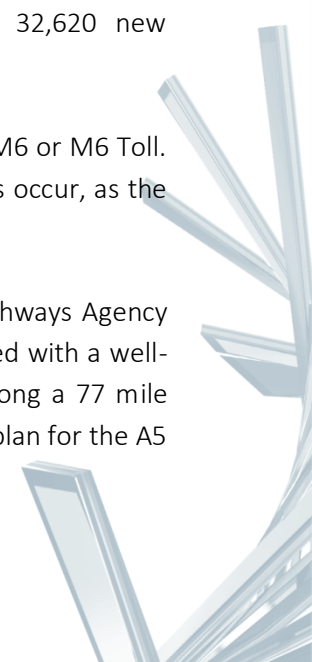 32,620 new
M6 or M6 Toll.
s occur, as the
hways Agency
ed with a well-
ong a 77 mile
plan for the A5